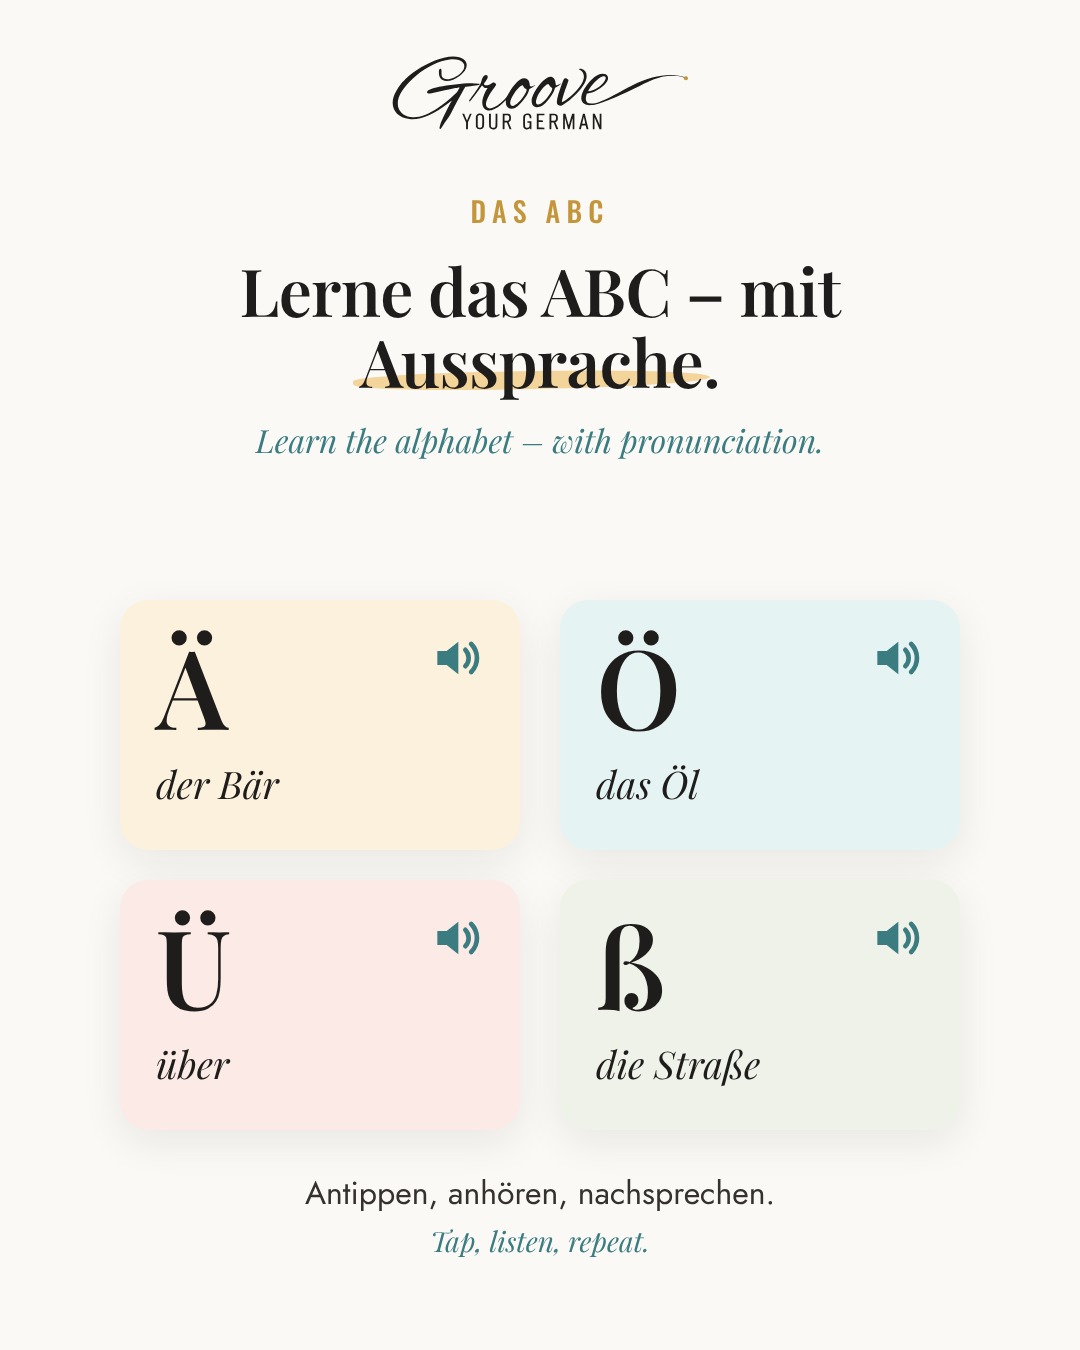 Groove
YOUR GERMAN
DAS ABC
Lerne das ABC – mit
Aussprache.
Learn the alphabet – with pronunciation.
Ä
der Bär
Ö
das Öl
Ü
über
ß
die Straße
Antippen, anhören, nachsprechen.
Tap, listen, repeat.